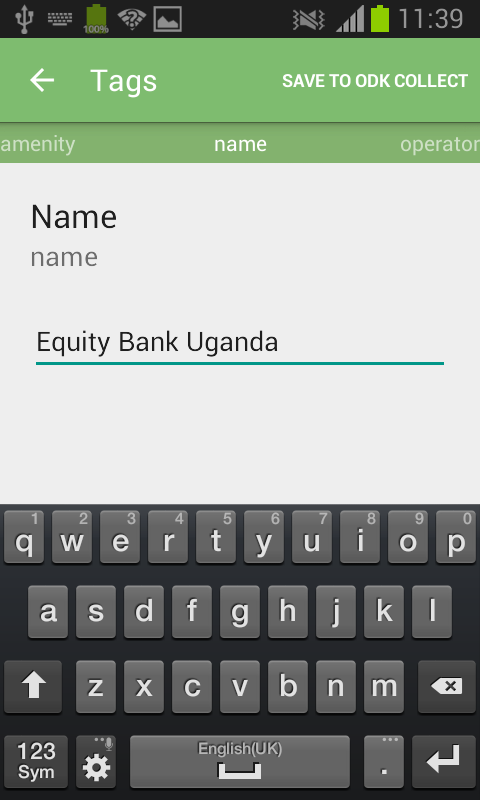 100% 11:39
Tags SAVE TO ODK COLLECT
amenity name operator
Name
name
Equity Bank Uganda
1 2 3 4 5 6 7 8 9 0
q w e r t y u i o p
a s d f g h j k l
z x c v b n m
123 English(UK) .
Sym